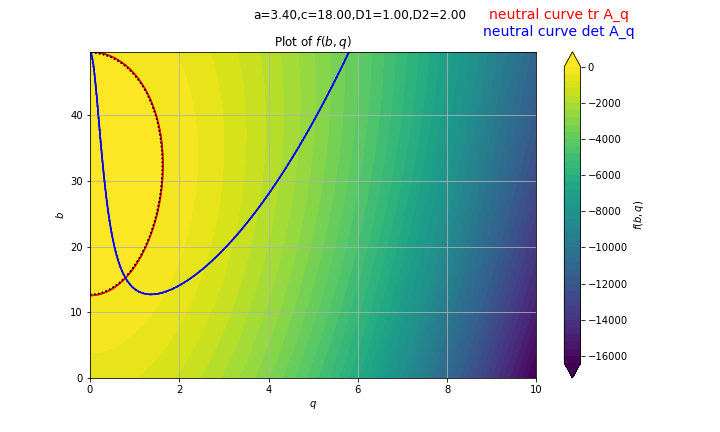 a=3.40,c=18.00,D1=1.00,D2=2.00
neutral curve tr A_q
neutral curve det A_q
Plot of f(b, q)
b
40
30
20
10
0
0 2 4 6 8 10
q
0
−2000
−4000
−6000
−8000
−10000
−12000
−14000
−16000
f(b, q)